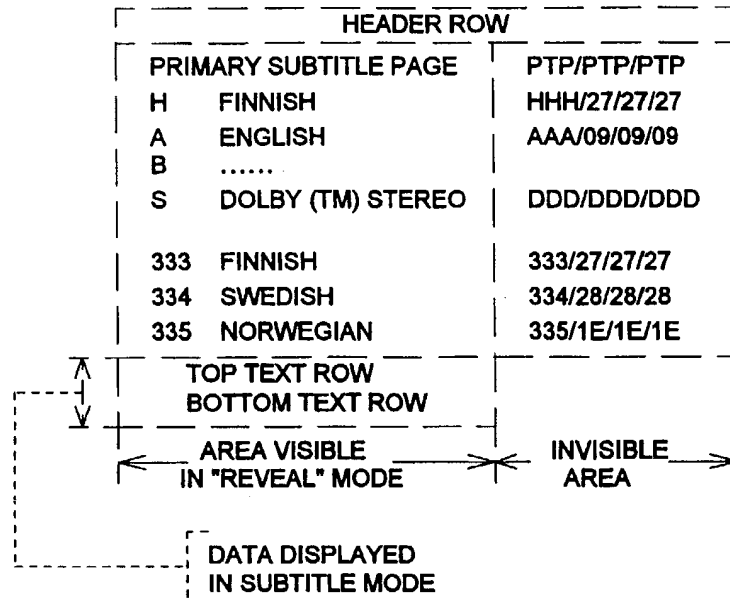 HEADER ROW
PRIMARY SUBTITLE PAGE PTP/PTP/PTP
H FINNISH HHH/27/27/27
A ENGLISH AAA/09/09/09
B ......
S DOLBY (TM) STEREO DDD/DDD/DDD
333 FINNISH 333/27/27/27
334 SWEDISH 334/28/28/28
335 NORWEGIAN 335/1E/1E/1E
TOP TEXT ROW
BOTTOM TEXT ROW
AREA VISIBLE INVISIBLE
IN "REVEAL" MODE AREA
DATA DISPLAYED
IN SUBTITLE MODE